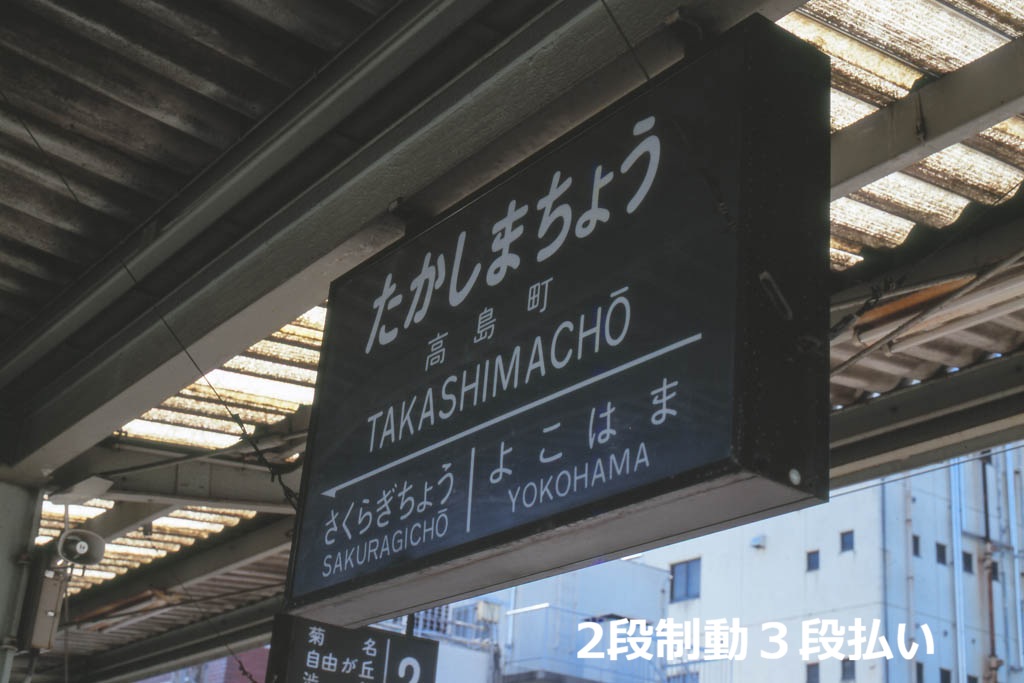 たかしまちょう
高島町
TAKASHIMACHŌ
さくらぎちょう
SAKURAGICHŌ
よこはま
YOKOHAMA
菊名
自由が丘
渋
2
2段制動３段払い